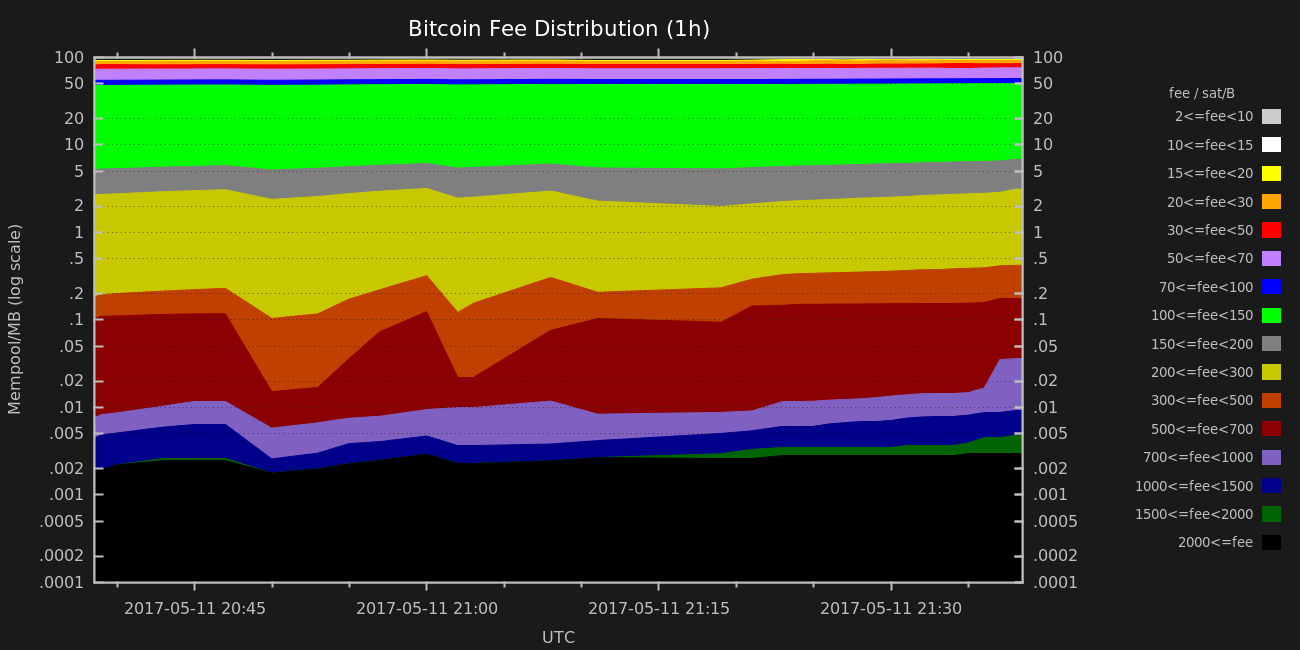 Bitcoin Fee Distribution (1h)
Mempool/MB (log scale)
100
50
20
10
5
2
1
.5
.2
.1
.05
.02
.01
.005
.002
.001
.0005
.0002
.0001
100
50
20
10
5
2
1
.5
.2
.1
.05
.02
.01
.005
.002
.001
.0005
.0002
.0001
2017-05-11 20:45
2017-05-11 21:00
2017-05-11 21:15
2017-05-11 21:30
UTC
fee / sat/B
2<=fee<10
10<=fee<15
15<=fee<20
20<=fee<30
30<=fee<50
50<=fee<70
70<=fee<100
100<=fee<150
150<=fee<200
200<=fee<300
300<=fee<500
500<=fee<700
700<=fee<1000
1000<=fee<1500
1500<=fee<2000
2000<=fee